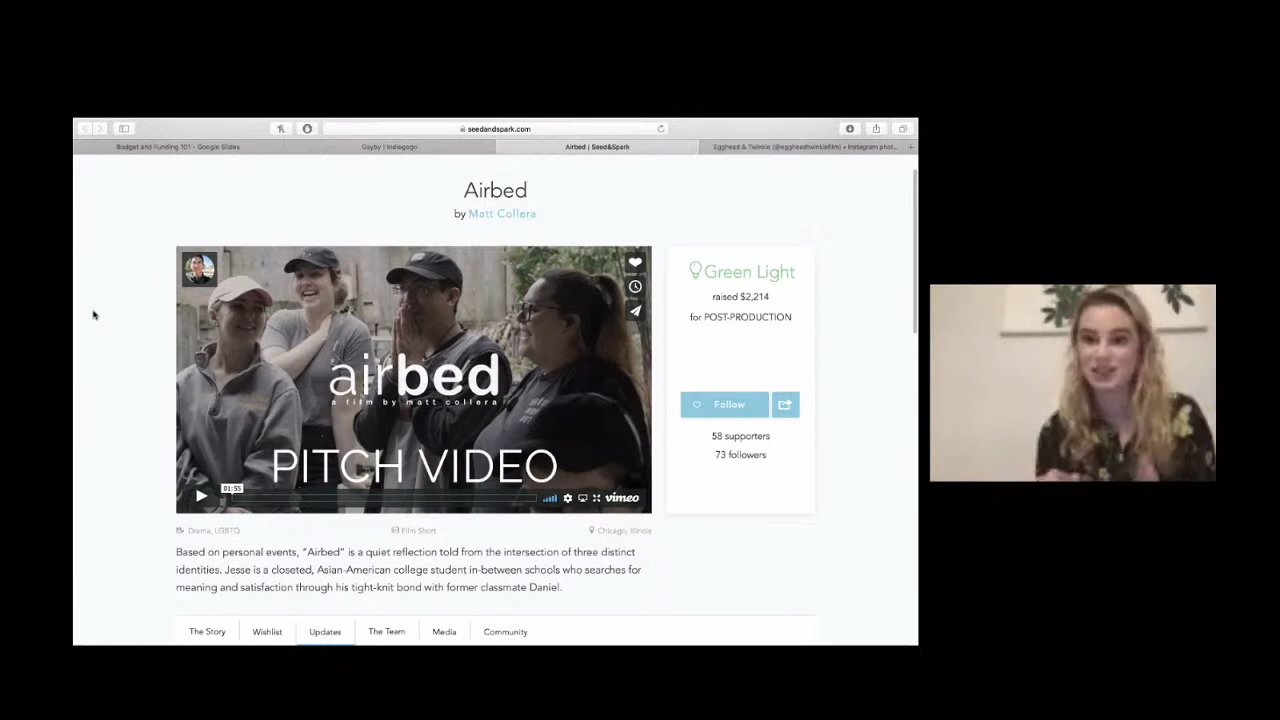 seedandspark.com
Budget and Funding 101 - Google Slides
Gayby | Indiegogo
Airbed | Seed&Spark
Egghead & Twinkie (@eggheadtwinkiefilm) • Instagram phot...
Airbed
by Matt Collera
Green Light
raised $2,214
for POST-PRODUCTION
Follow
58 supporters
73 followers
airbed
a film by matt collera
PITCH VIDEO
01:55
vimeo
Drama, LGBTQ
Film Short
Chicago, Illinois
Based on personal events, "Airbed" is a quiet reflection told from the intersection of three distinct
identities. Jesse is a closeted, Asian-American college student in-between schools who searches for
meaning and satisfaction through his tight-knit bond with former classmate Daniel.
The Story
Wishlist
Updates
The Team
Media
Community